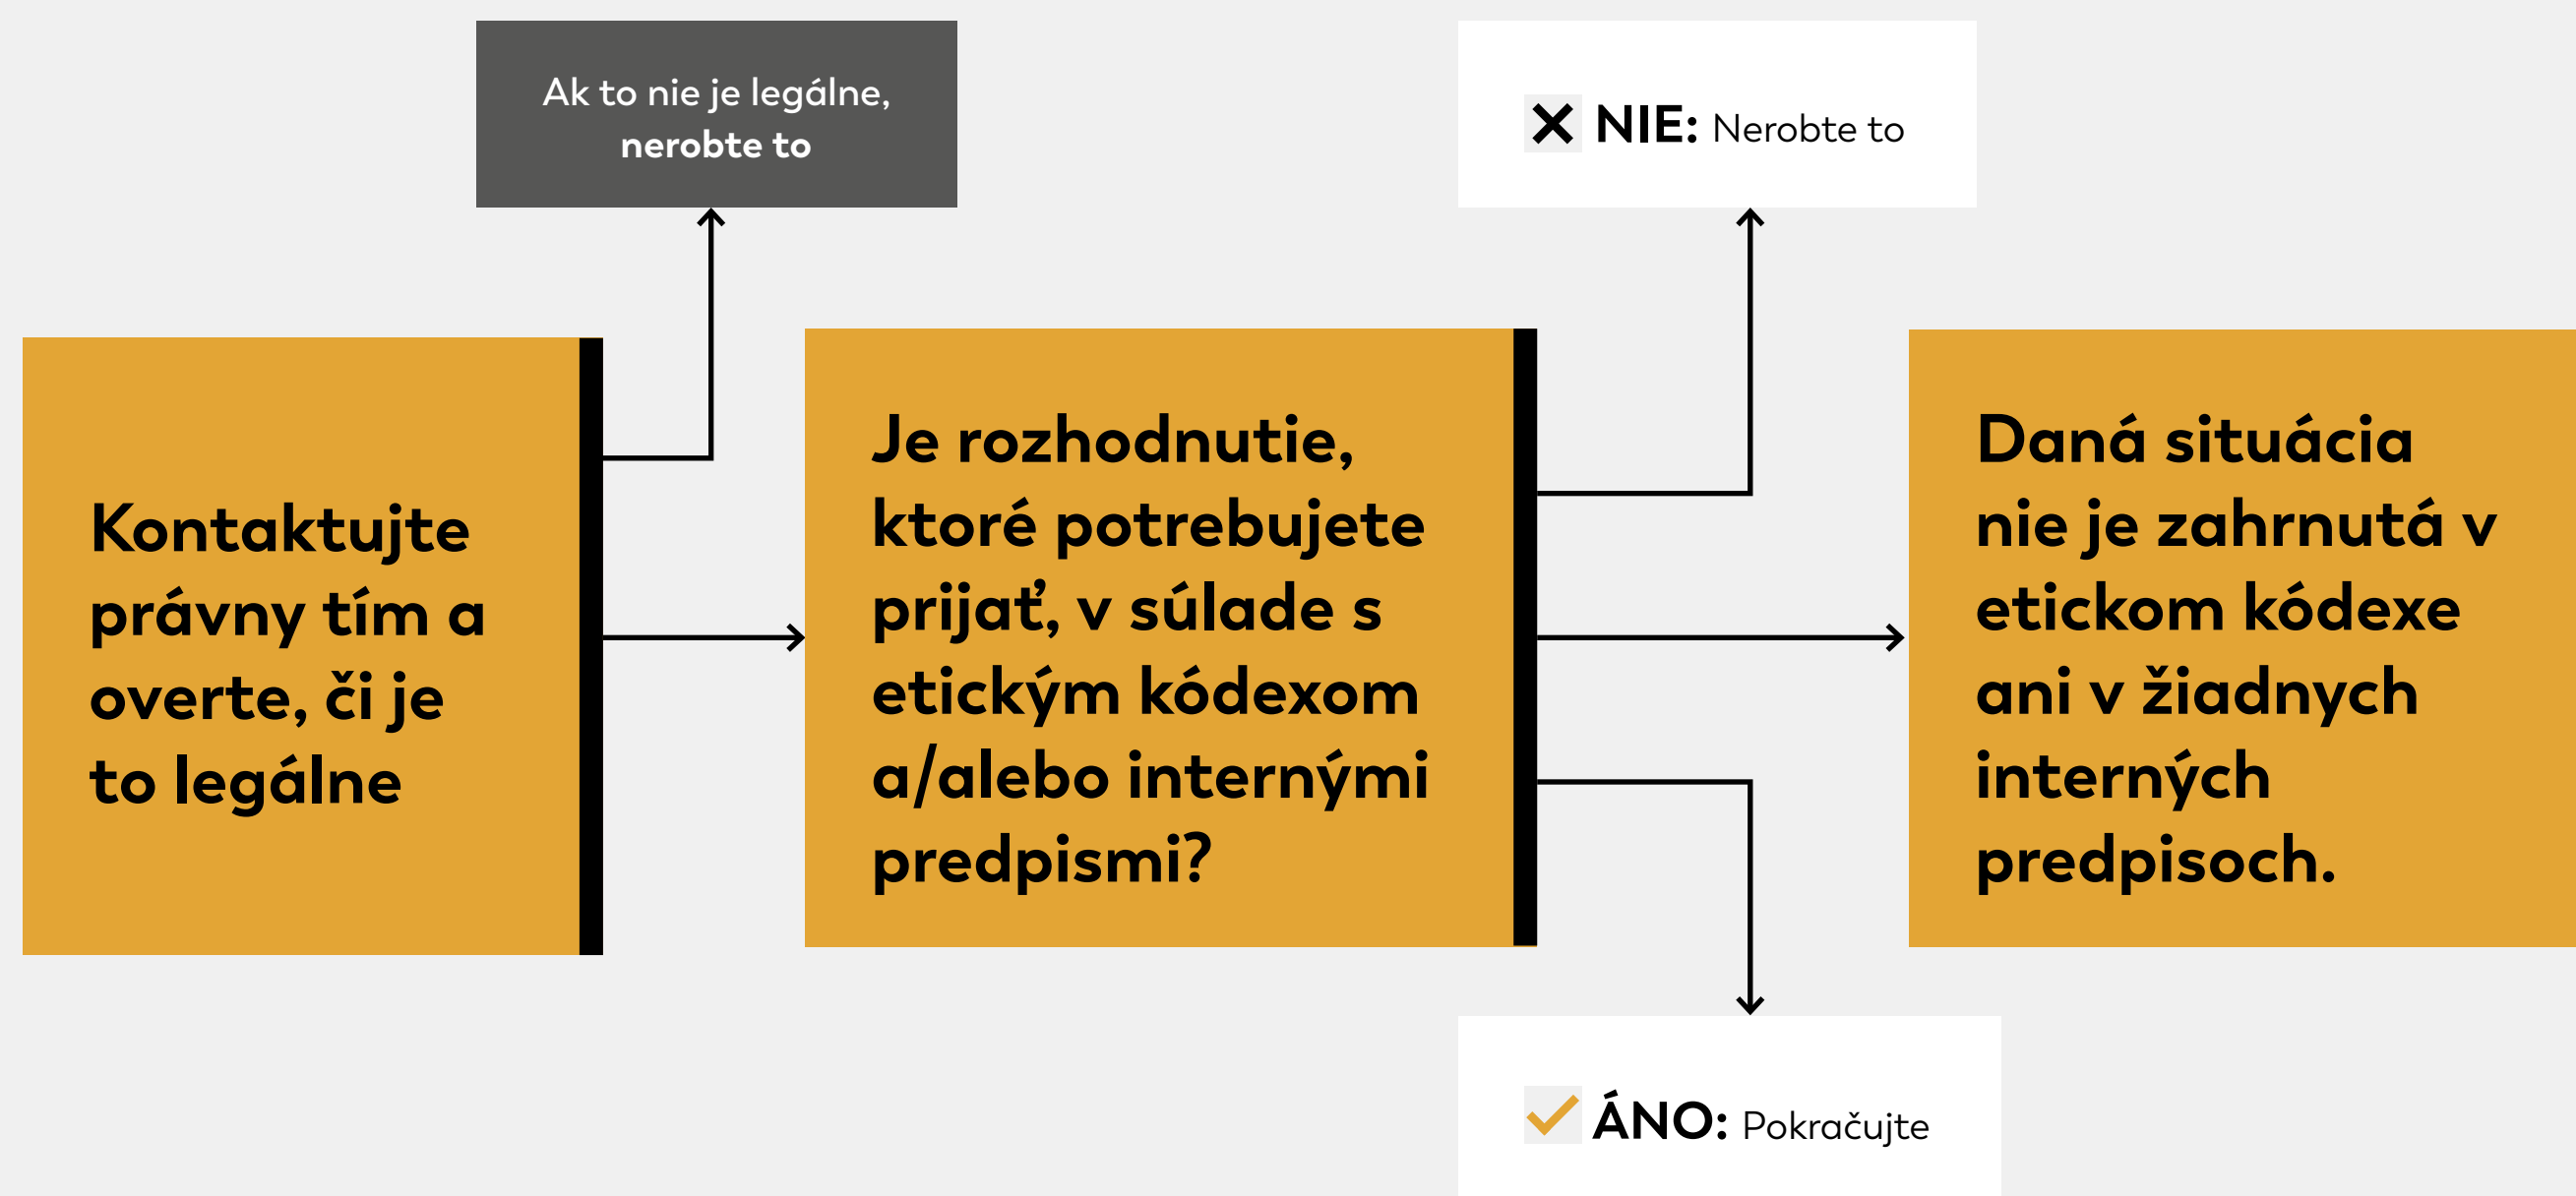 Ak to nie je legálne,
nerobte to
NIE: Nerobte to
Kontaktujte
právny tím a
overte, či je
to legálne
Je rozhodnutie,
ktoré potrebujete
prijať, v súlade s
etickým kódexom
a/alebo internými
predpismi?
Daná situácia
nie je zahrnutá v
etickom kódexe
ani v žiadnych
interných
predpisoch.
ÁNO: Pokračujte